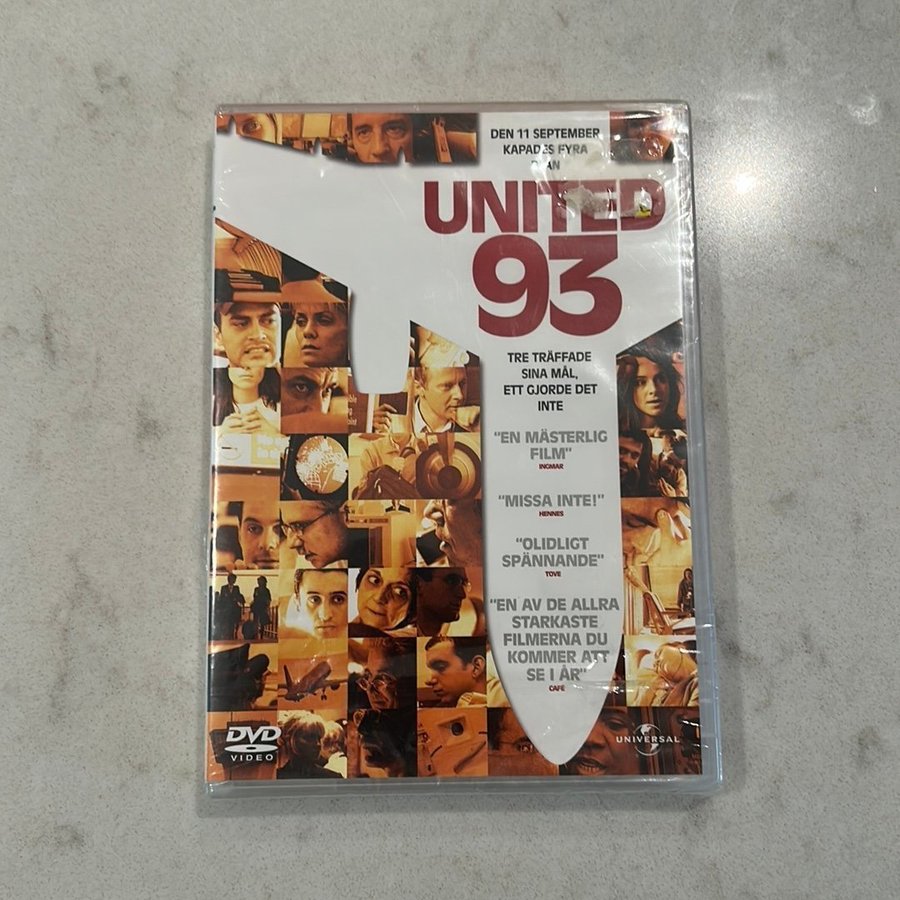 DEN 11 SEPTEMBER
KAPADES FYRA
UNITED
93
TRE TRÄFFADE
SINA MÅL,
ETT GJORDE DET
INTE
"EN MÄSTERLIG
FILM"
INGMAR
"MISSA INTE!"
HENNES
"OLIDLIGT
SPÄNNANDE"
TOVE
"EN AV DE ALLRA
STARKASTE
FILMERNA DU
KOMMER ATT
SE I ÅR"
CAFÉ
DVD
VIDEO
UNIVERSAL